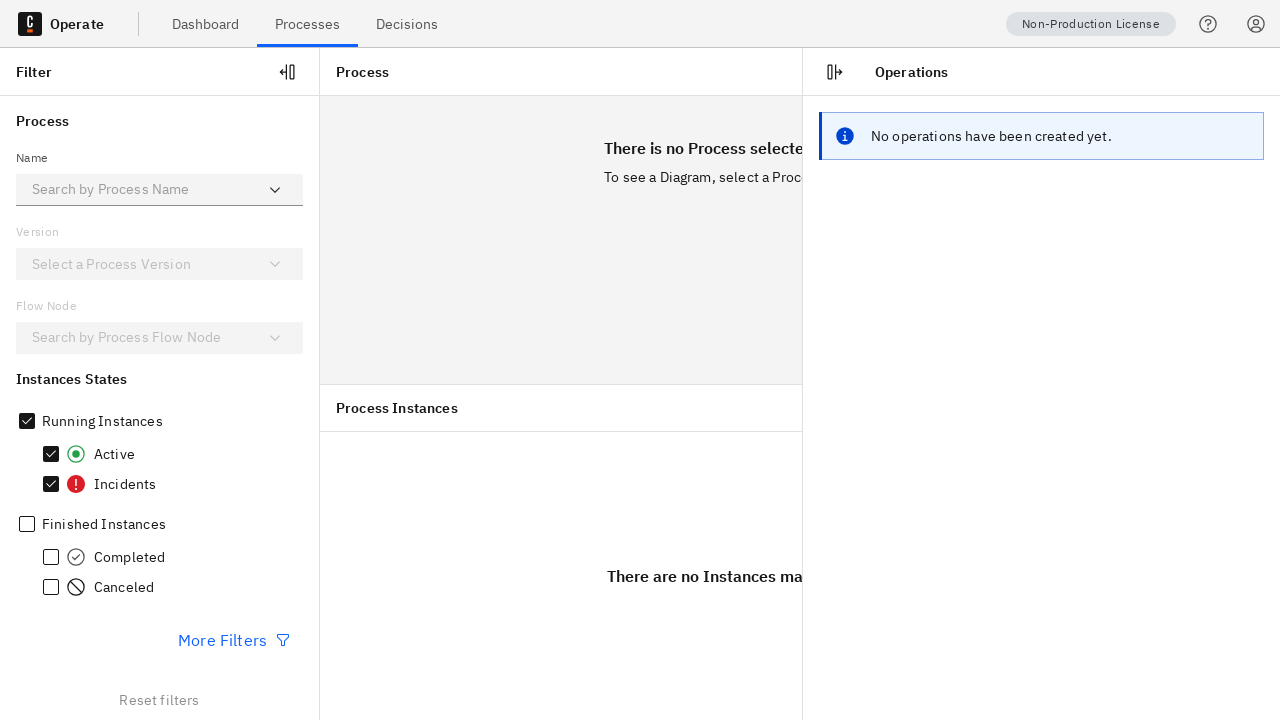 Operate
Dashboard
Processes
Decisions
Non-Production License
Filter
Process
Name
Search by Process Name
Version
Select a Process Version
Flow Node
Search by Process Flow Node
Instances States
Running Instances
Active
Incidents
Finished Instances
Completed
Canceled
More Filters
Reset filters
Process
There is no Process selecte
To see a Diagram, select a Proc
Process Instances
There are no Instances ma
Operations
No operations have been created yet.